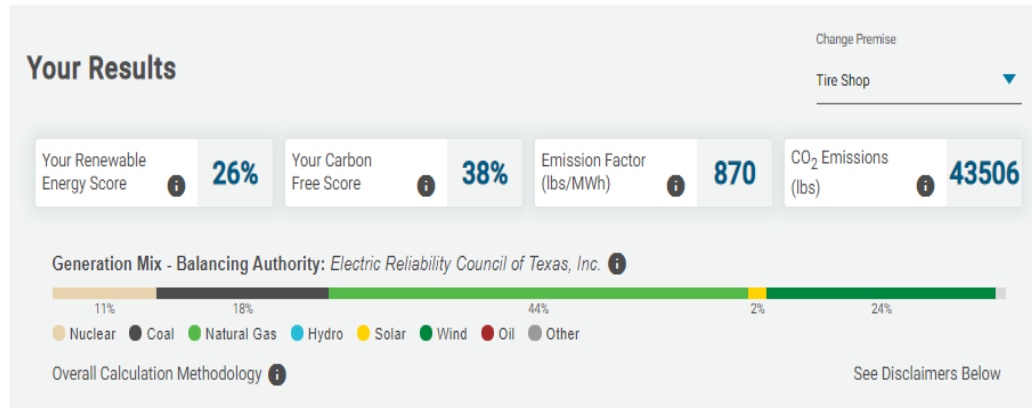 Change Premise
Your Results
Tire Shop
Your Renewable
Energy Score
26%
Your Carbon
Free Score
38%
Emission Factor
(lbs/MWh)
870
CO₂ Emissions
(lbs)
43506
Generation Mix - Balancing Authority: Electric Reliability Council of Texas, Inc.
11% 18% 44% 2% 24%
Nuclear Coal Natural Gas Hydro Solar Wind Oil Other
Overall Calculation Methodology
See Disclaimers Below